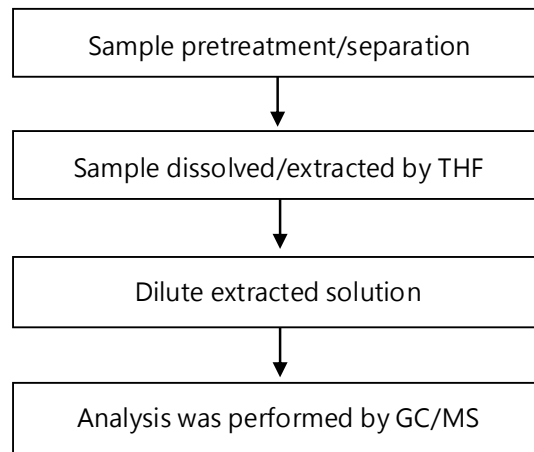 Sample pretreatment/separation
Sample dissolved/extracted by THF
Dilute extracted solution
Analysis was performed by GC/MS